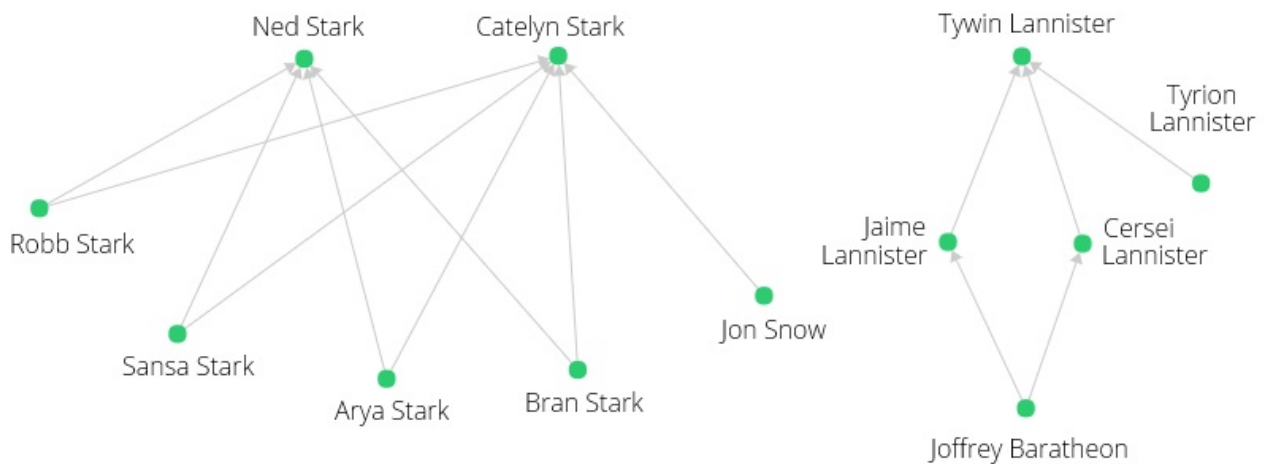 Ned Stark
Catelyn Stark
Tywin Lannister
Tyrion
Lannister
Robb Stark
Jaime
Lannister
Cersei
Lannister
Sansa Stark
Arya Stark
Bran Stark
Jon Snow
Joffrey Baratheon